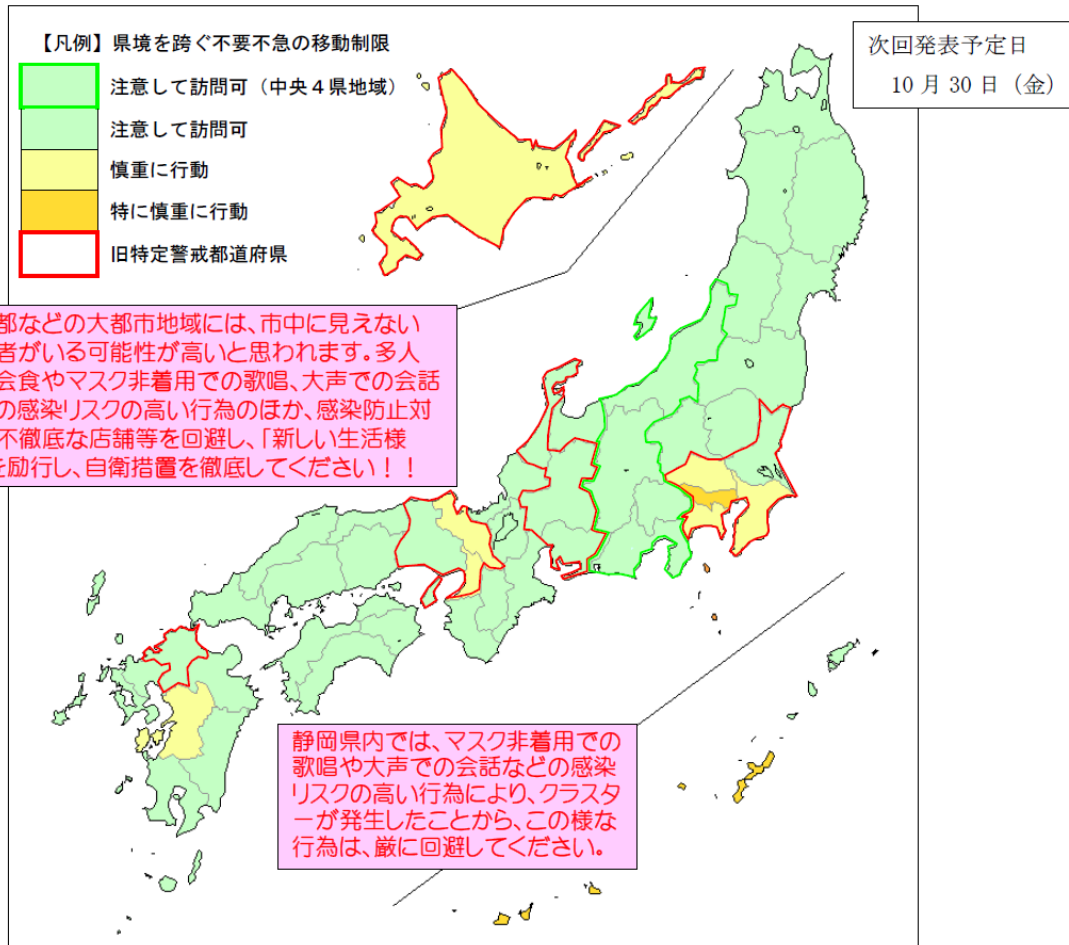 【凡例】県境を跨ぐ不要不急の移動制限
注意して訪問可（中央４県地域）
注意して訪問可
慎重に行動
特に慎重に行動
旧特定警戒都道府県
次回発表予定日
10 月 30 日（金）
都などの大都市地域には、市中に見えない
者がいる可能性が高いと思われます。多人
会食やマスク非着用での歌唱、大声での会話
の感染リスクの高い行為のほか、感染防止対
不徹底な店舗等を回避し、「新しい生活様
を励行し、自衛措置を徹底してください！！
静岡県内では、マスク非着用での
歌唱や大声での会話などの感染
リスクの高い行為により、クラスタ
ーが発生したことから、この様な
行為は、厳に回避してください。